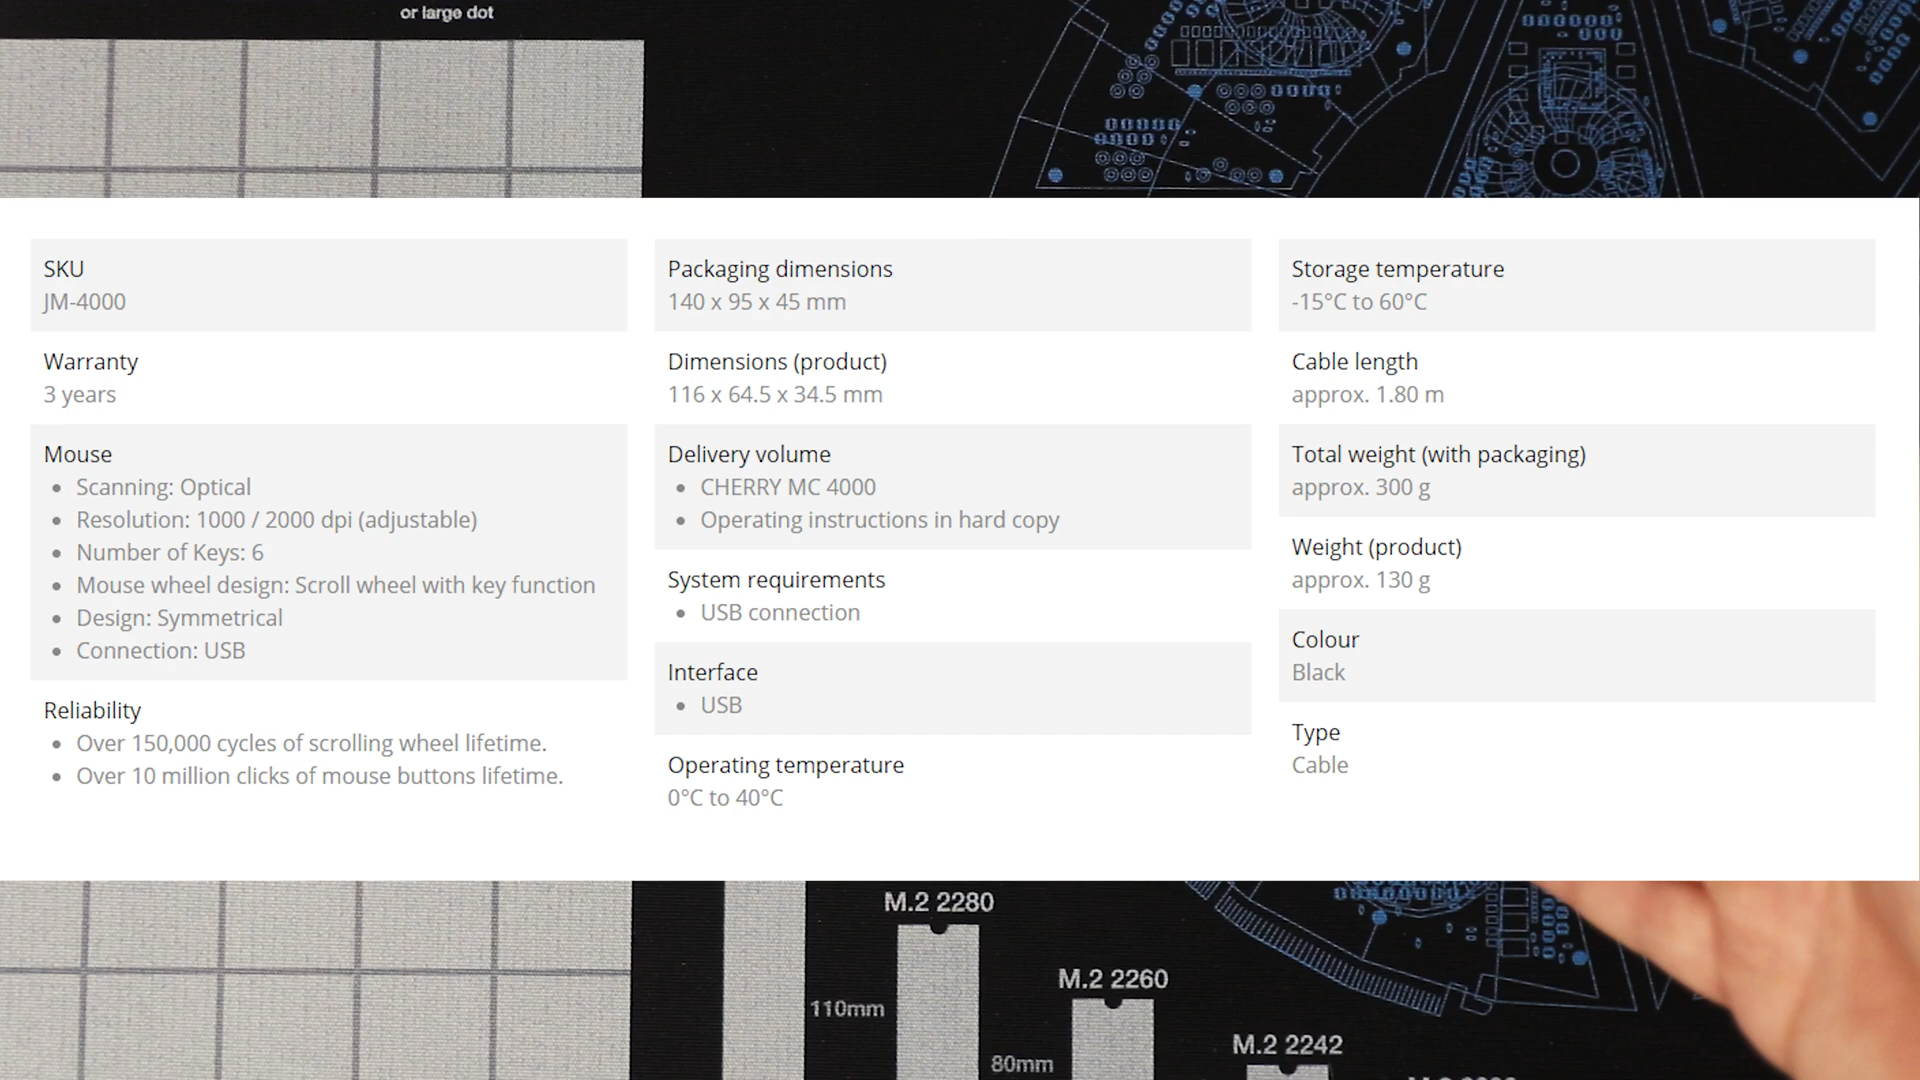 or large dot
SKU
JM-4000
Warranty
3 years
Mouse
Scanning: Optical
Resolution: 1000 / 2000 dpi (adjustable)
Number of Keys: 6
Mouse wheel design: Scroll wheel with key function
Design: Symmetrical
Connection: USB
Reliability
Over 150,000 cycles of scrolling wheel lifetime.
Over 10 million clicks of mouse buttons lifetime.
Packaging dimensions
140 x 95 x 45 mm
Dimensions (product)
116 x 64.5 x 34.5 mm
Delivery volume
CHERRY MC 4000
Operating instructions in hard copy
System requirements
USB connection
Interface
USB
Operating temperature
0°C to 40°C
Storage temperature
-15°C to 60°C
Cable length
approx. 1.80 m
Total weight (with packaging)
approx. 300 g
Weight (product)
approx. 130 g
Colour
Black
Type
Cable
M.2 2280
M.2 2260
110mm
M.2 2242
80mm